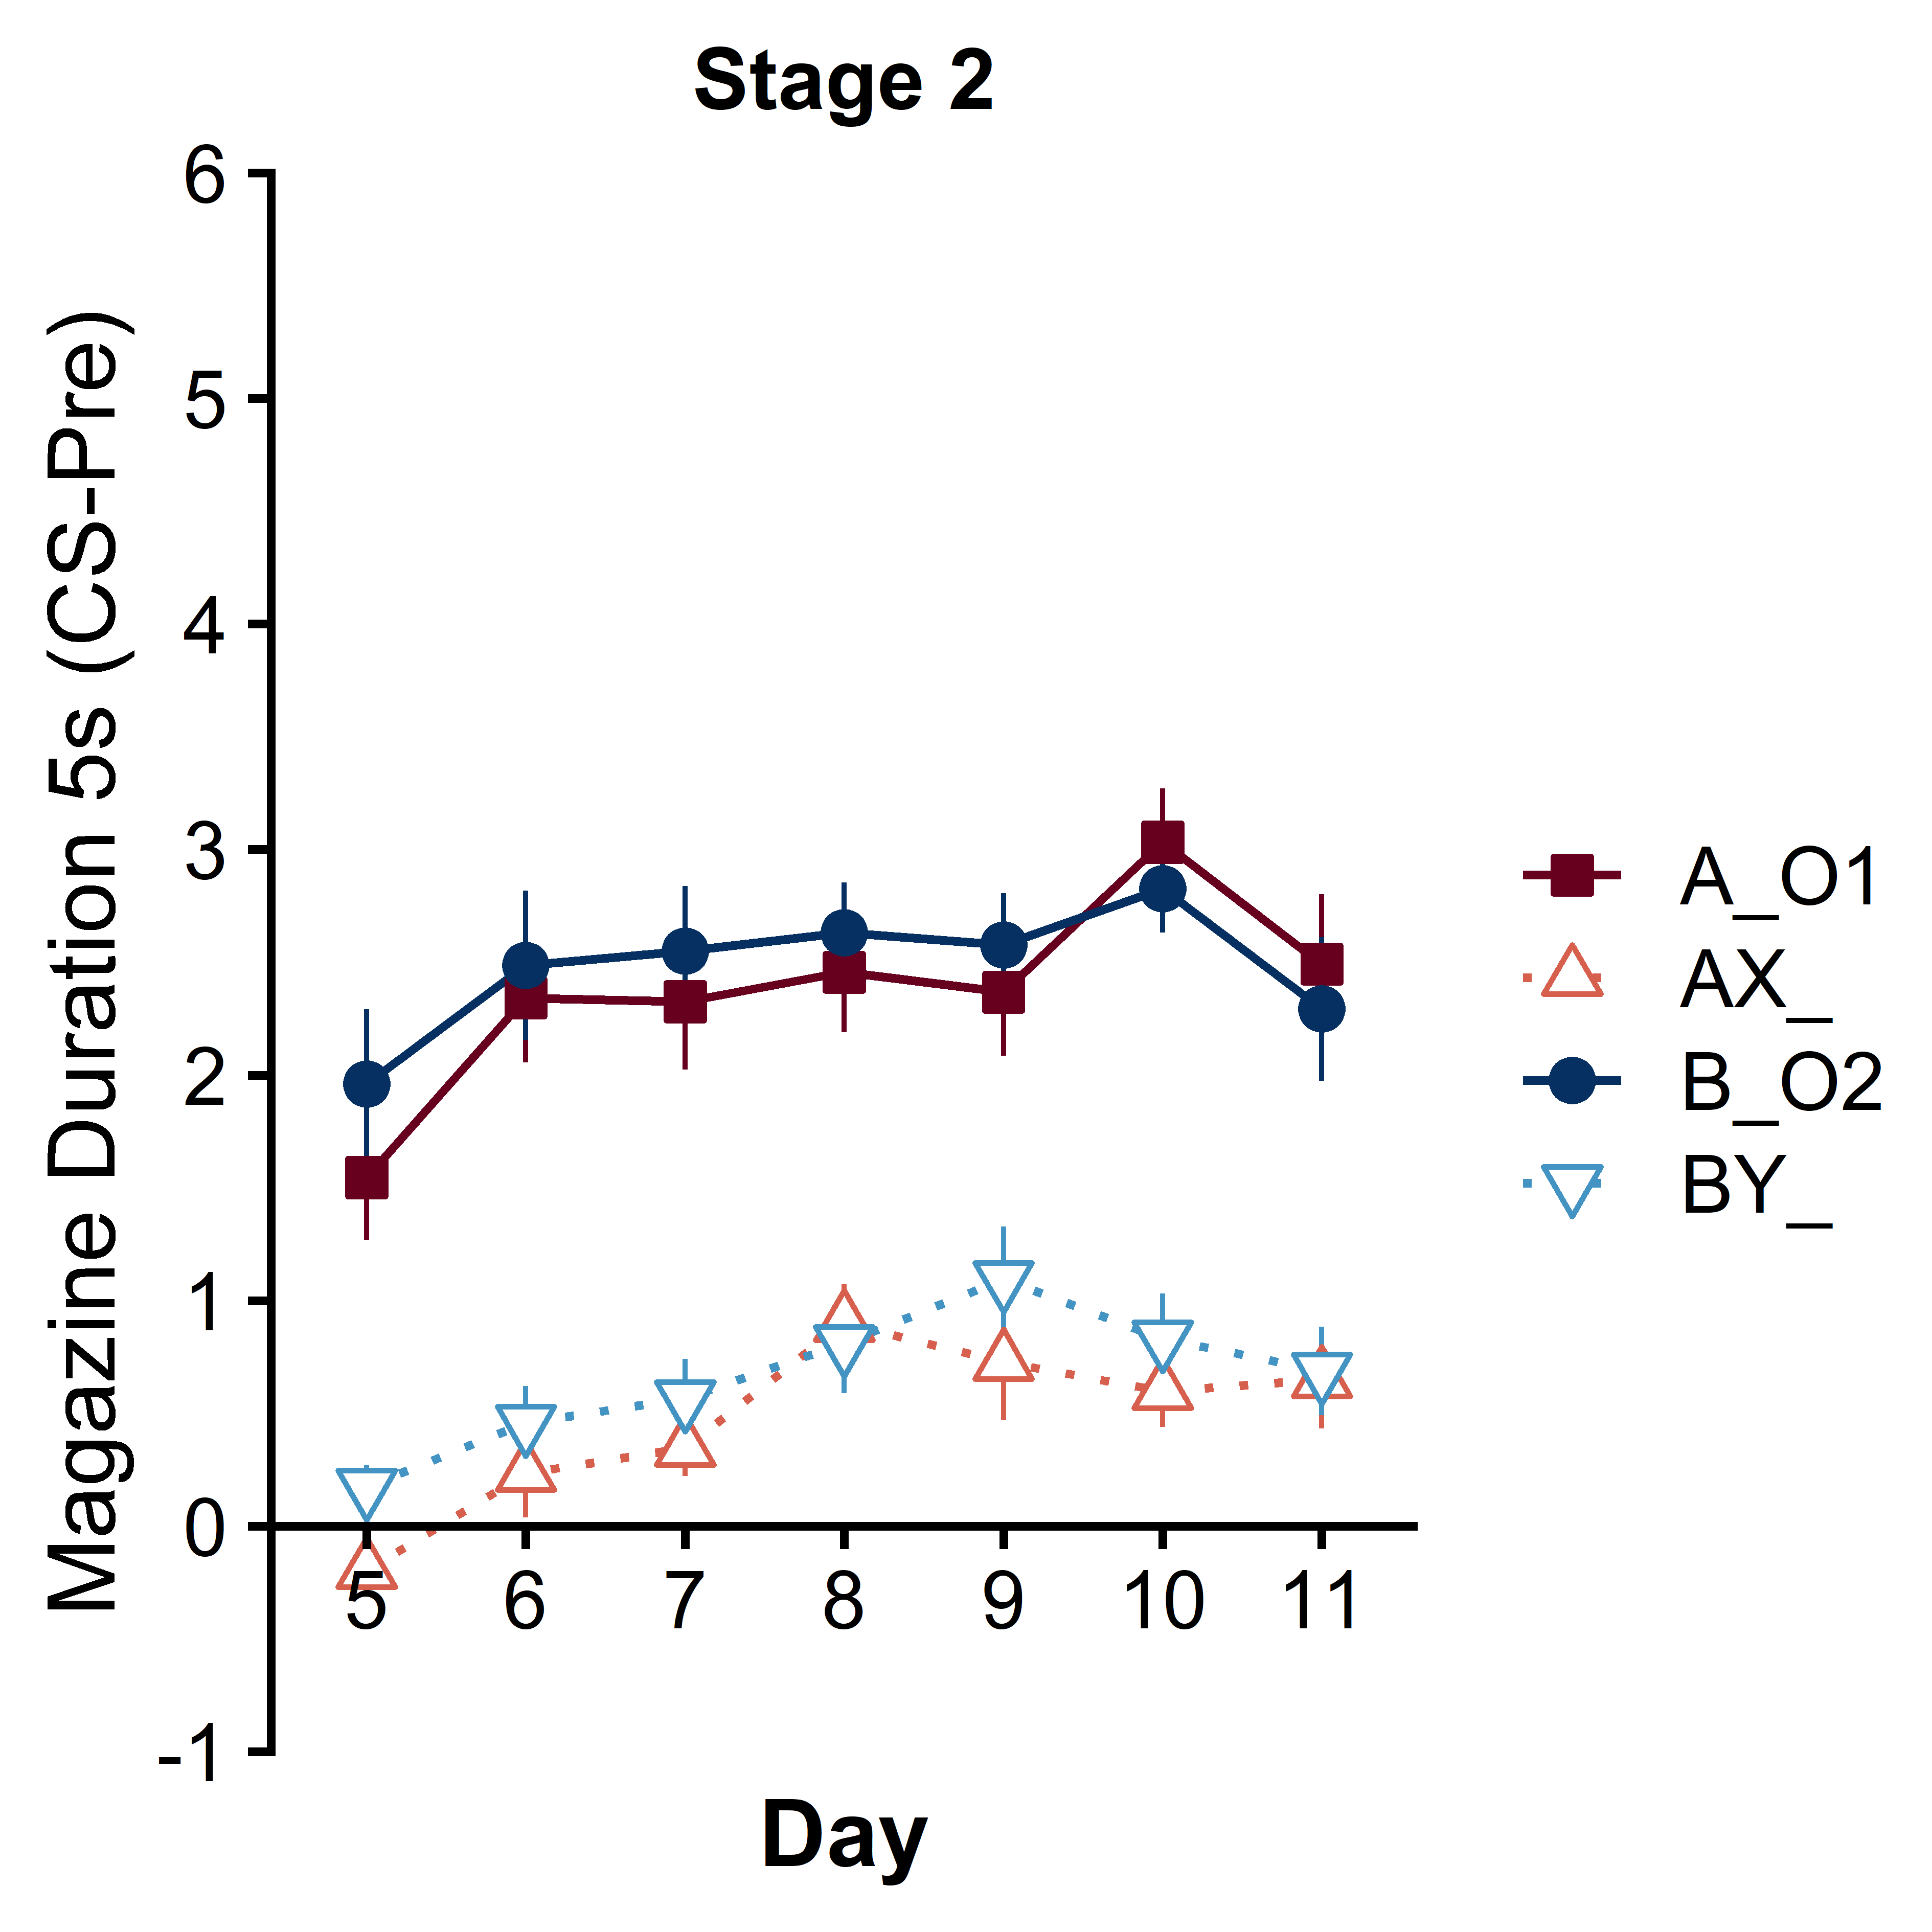 Stage 2
Magazine Duration 5s (CS-Pre)
6
5
4
3
2
1
0
-1
5 6 7 8 9 10 11
Day
A_O1
AX_
B_O2
BY_